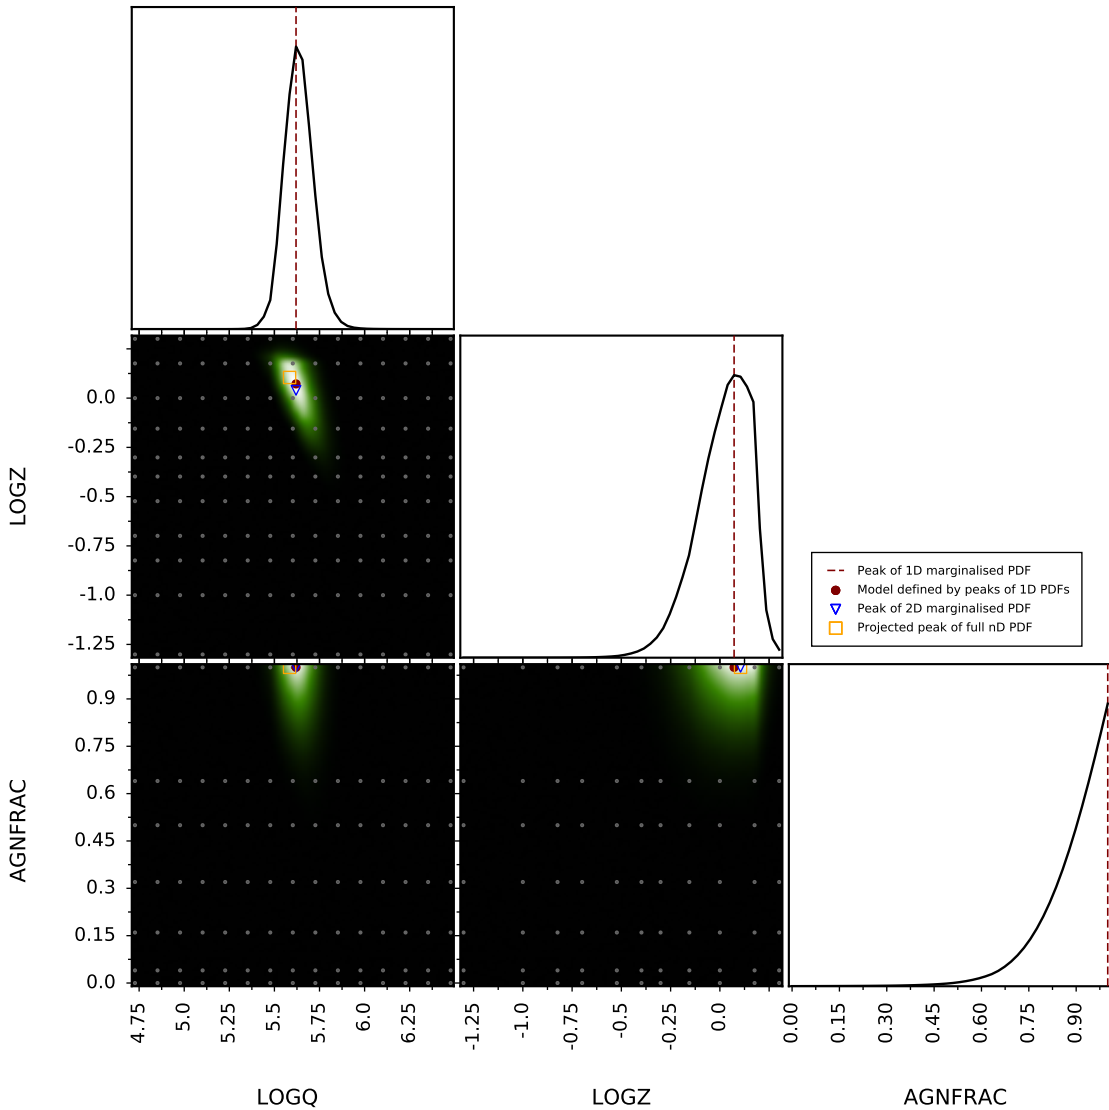 0.0
-0.25
-0.5
-0.75
-1.0
-1.25
LOGZ
Peak of 1D marginalised PDF
Model defined by peaks of 1D PDFs
Peak of 2D marginalised PDF
Projected peak of full nD PDF
0.9
0.75
0.6
0.45
0.3
0.15
0.0
AGNFRAC
4.75 5.0 5.25 5.5 5.75 6.0 6.25
-1.25 -1.0 -0.75 -0.5 -0.25 0.0
0.00 0.15 0.30 0.45 0.60 0.75 0.90
LOGQ LOGZ AGNFRAC